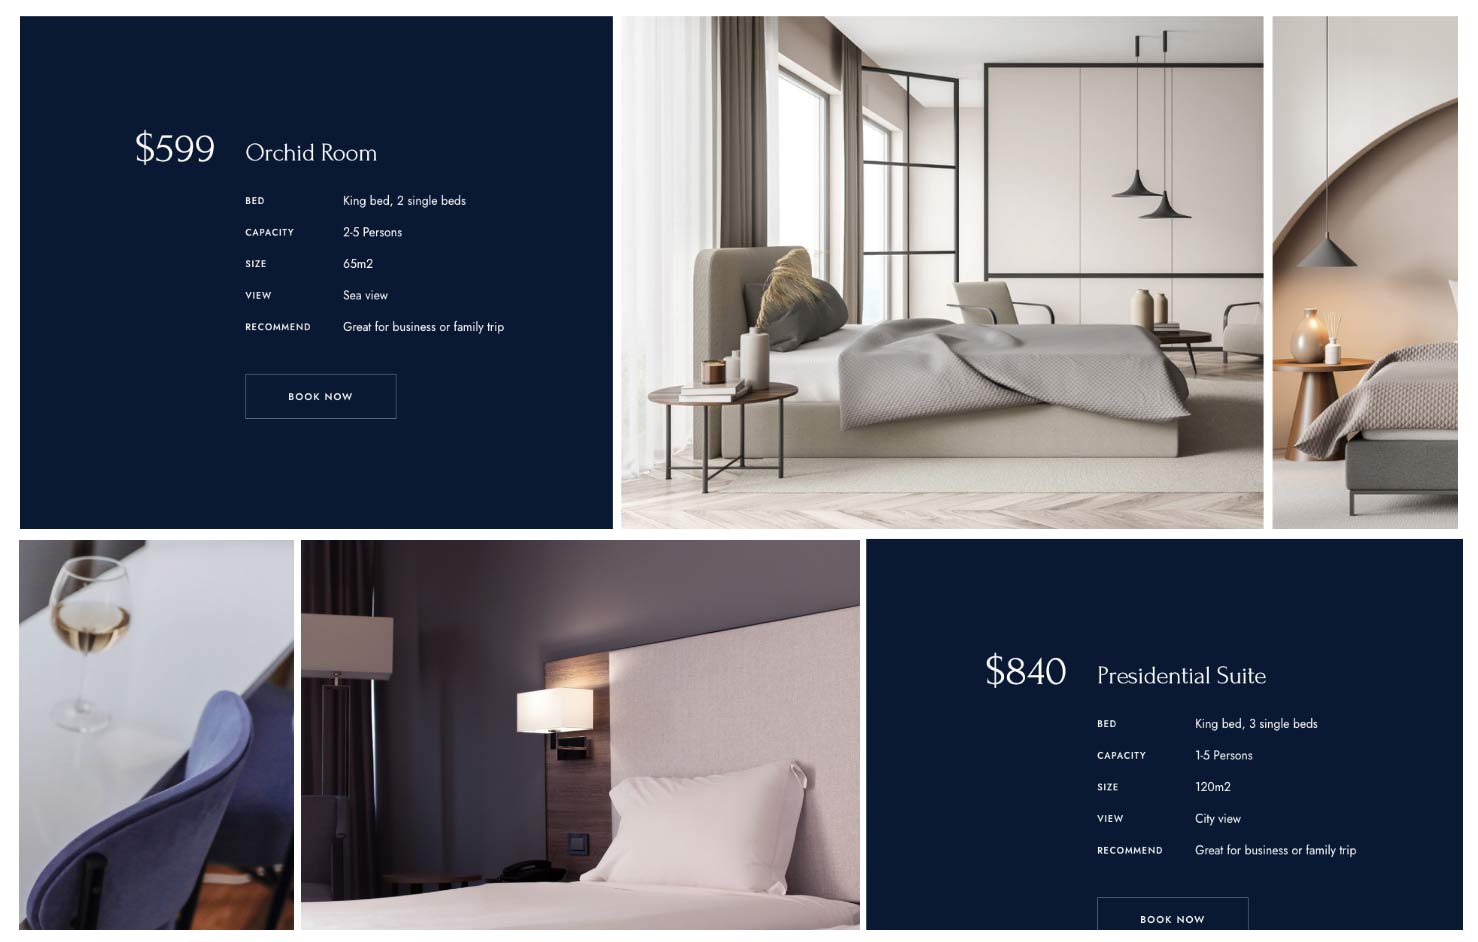 $599 Orchid Room
BED King bed, 2 single beds
CAPACITY 2-5 Persons
SIZE 65m2
VIEW Sea view
RECOMMEND Great for business or family trip
BOOK NOW
$840 Presidential Suite
BED King bed, 3 single beds
CAPACITY 1-5 Persons
SIZE 120m2
VIEW City view
RECOMMEND Great for business or family trip
BOOK NOW